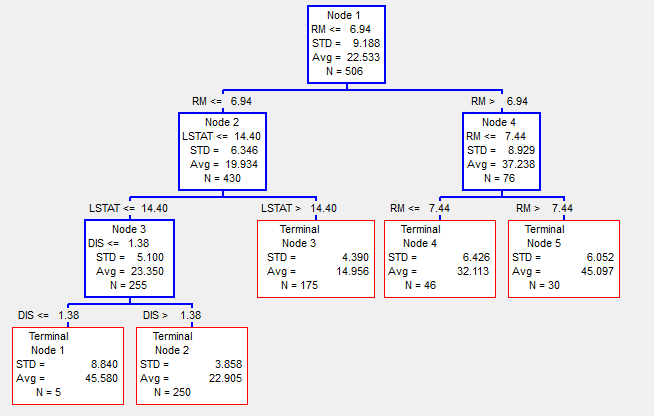 Node 1
RM <= 6.94
STD = 9.188
Avg = 22.533
N = 506
RM <= 6.94
RM > 6.94
Node 2
LSTAT <= 14.40
STD = 6.346
Avg = 19.934
N = 430
Node 4
RM <= 7.44
STD = 8.929
Avg = 37.238
N = 76
LSTAT <= 14.40
LSTAT > 14.40
RM <= 7.44
RM > 7.44
Node 3
DIS <= 1.38
STD = 5.100
Avg = 23.350
N = 255
Terminal
Node 3
STD = 4.390
Avg = 14.956
N = 175
Terminal
Node 4
STD = 6.426
Avg = 32.113
N = 46
Terminal
Node 5
STD = 6.052
Avg = 45.097
N = 30
DIS <= 1.38
DIS > 1.38
Terminal
Node 1
STD = 8.840
Avg = 45.580
N = 5
Terminal
Node 2
STD = 3.858
Avg = 22.905
N = 250